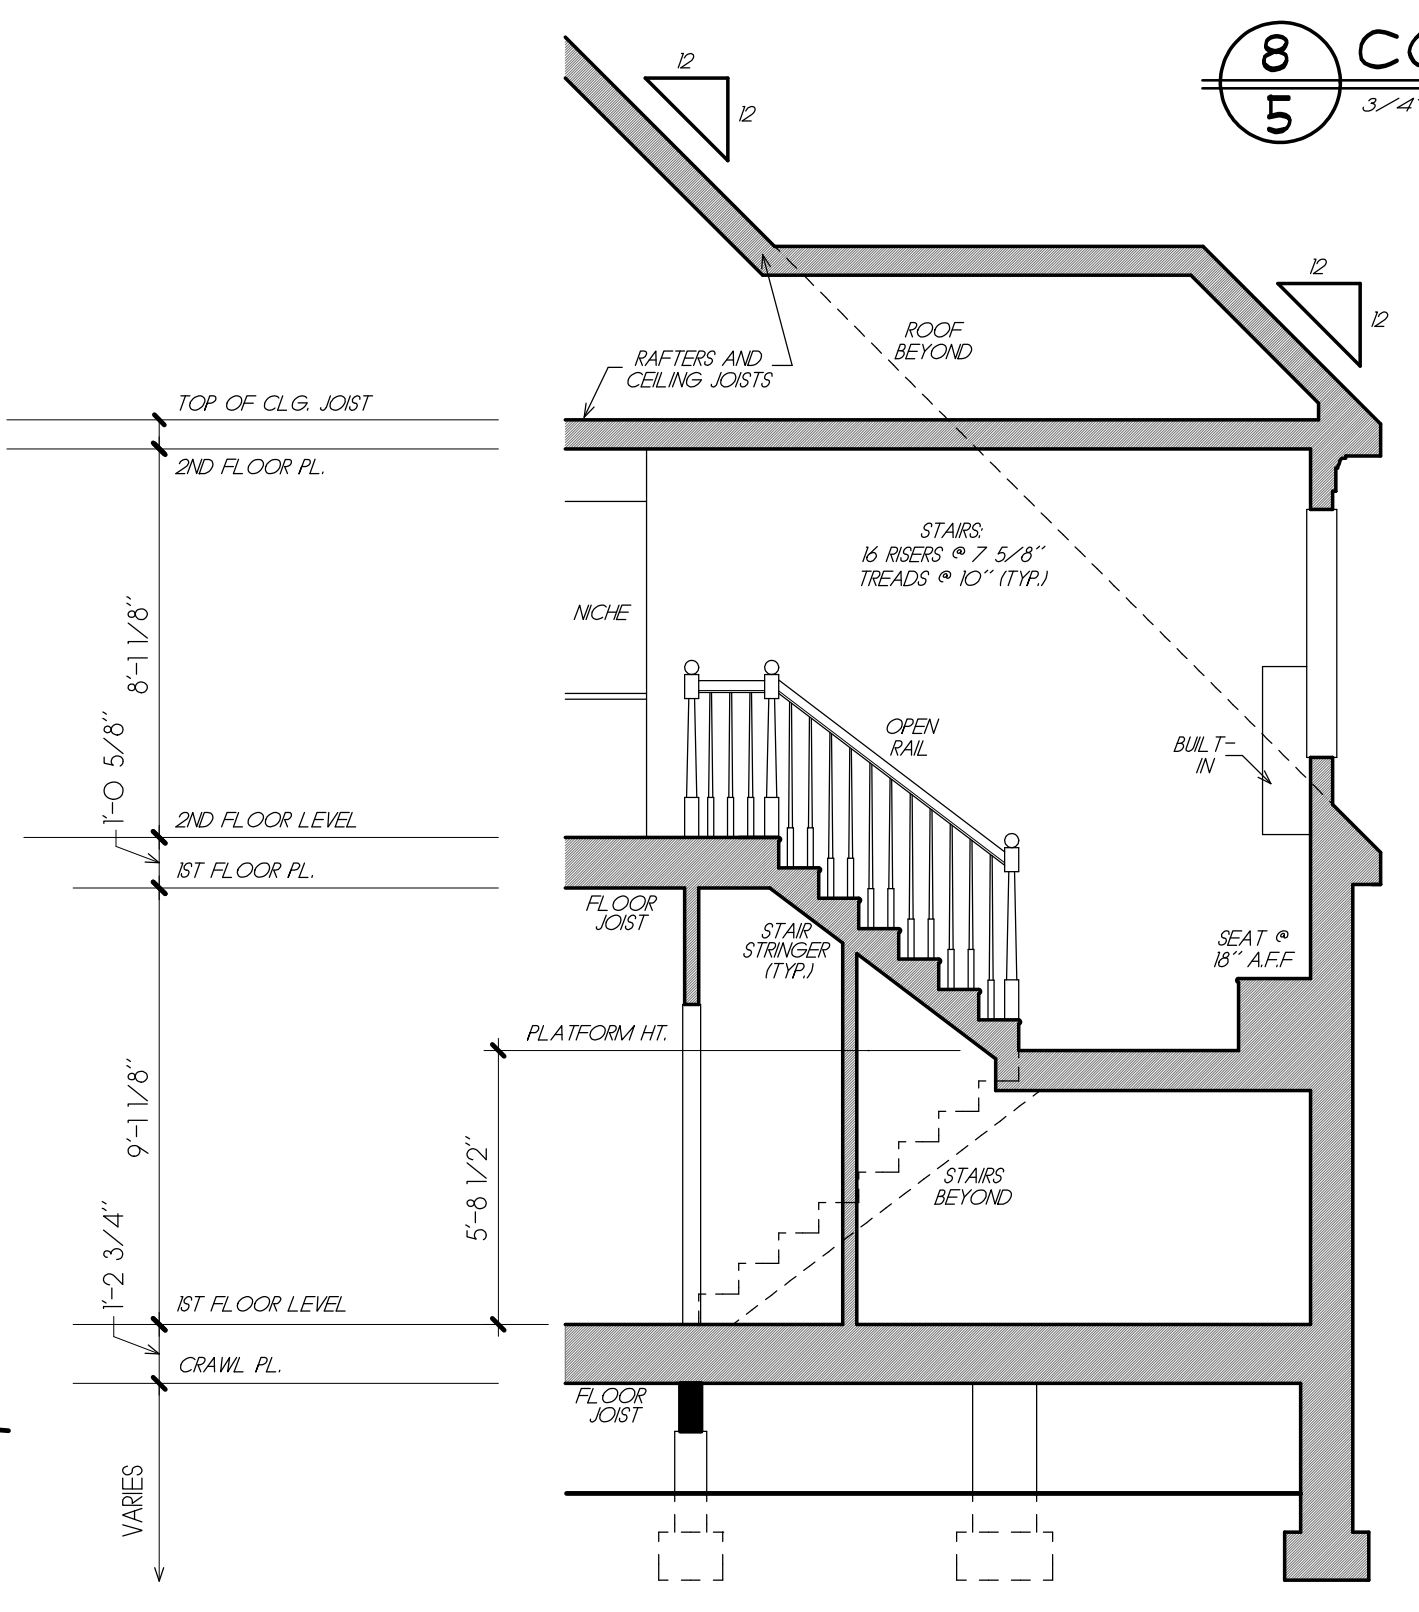 8
5
CO
3/4"
12
12
12
12
ROOF
BEYOND
RAFTERS AND
CEILING JOISTS
TOP OF CLG. JOIST
2ND FLOOR PL.
STAIRS:
16 RISERS @ 7 5/8"
TREADS @ 10" (TYP.)
NICHE
8'-1 1/8"
OPEN
RAIL
BUILT-
IN
1'-0 5/8"
2ND FLOOR LEVEL
1ST FLOOR PL.
FLOOR
JOIST
STAIR
STRINGER
(TYP.)
SEAT @
18" A.F.F
PLATFORM HT.
9'-1 1/8"
5'-8 1/2"
STAIRS
BEYOND
1'-2 3/4"
1ST FLOOR LEVEL
CRAWL PL.
FLOOR
JOIST
VARIES